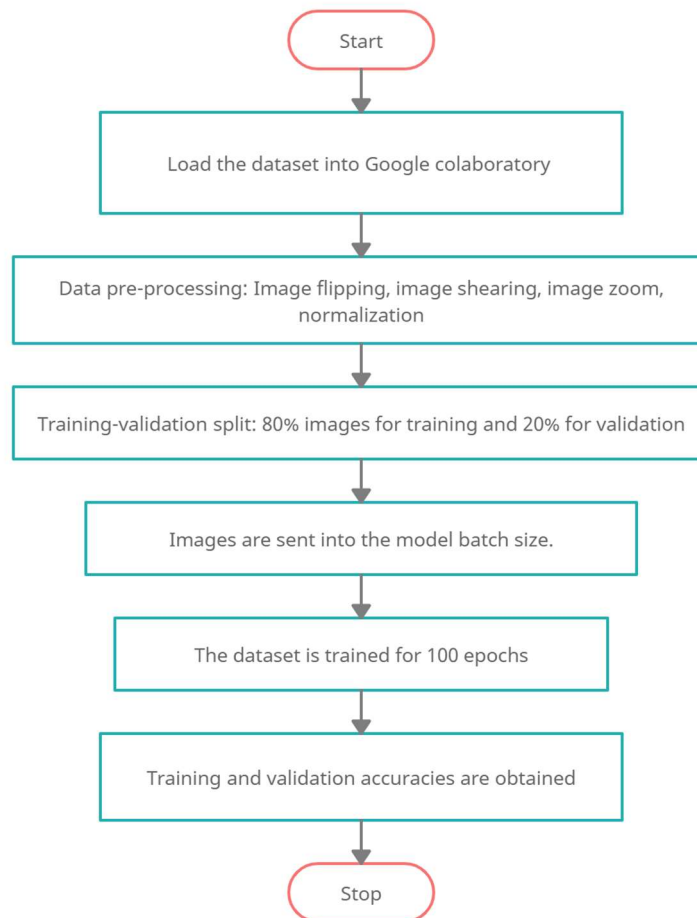 Start
Load the dataset into Google colaboratory
Data pre-processing: Image flipping, image shearing, image zoom,
normalization
Training-validation split: 80% images for training and 20% for validation
Images are sent into the model batch size.
The dataset is trained for 100 epochs
Training and validation accuracies are obtained
Stop